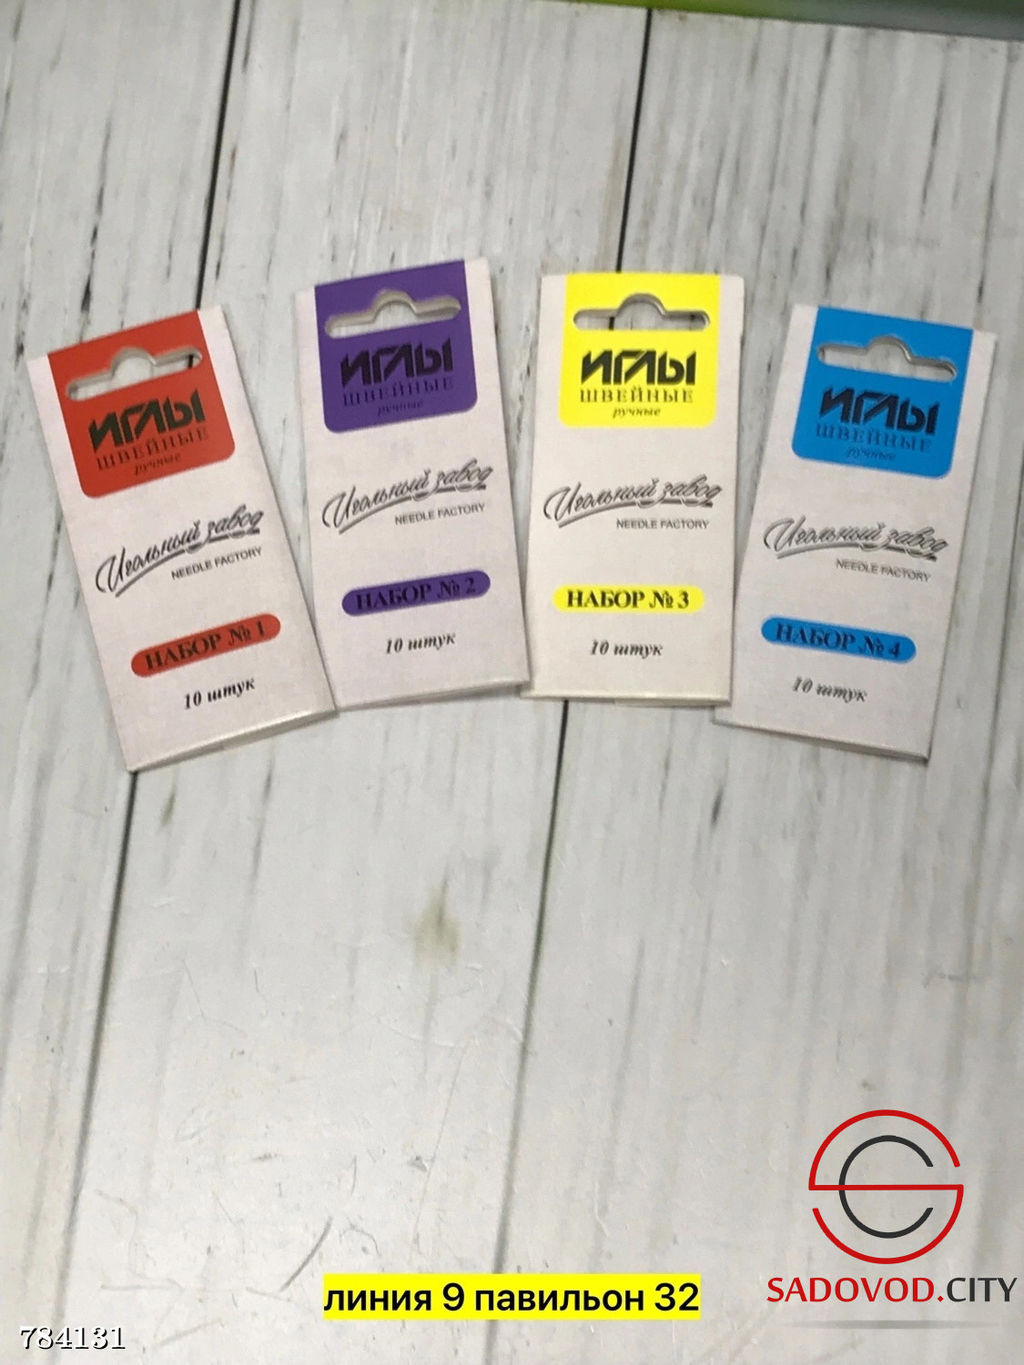 ИГЛЫ
ШВЕЙНЫЕ
ручные
Игольный завод
NEEDLE FACTORY
НАБОР № 1
10 штук
ИГЛЫ
ШВЕЙНЫЕ
ручные
Игольный завод
NEEDLE FACTORY
НАБОР № 2
10 штук
ИГЛЫ
ШВЕЙНЫЕ
ручные
Игольный завод
NEEDLE FACTORY
НАБОР № 3
10 штук
ИГЛЫ
ШВЕЙНЫЕ
ручные
Игольный завод
NEEDLE FACTORY
НАБОР № 4
10 штук
SADOVOD.CITY
линия 9 павильон 32
784131